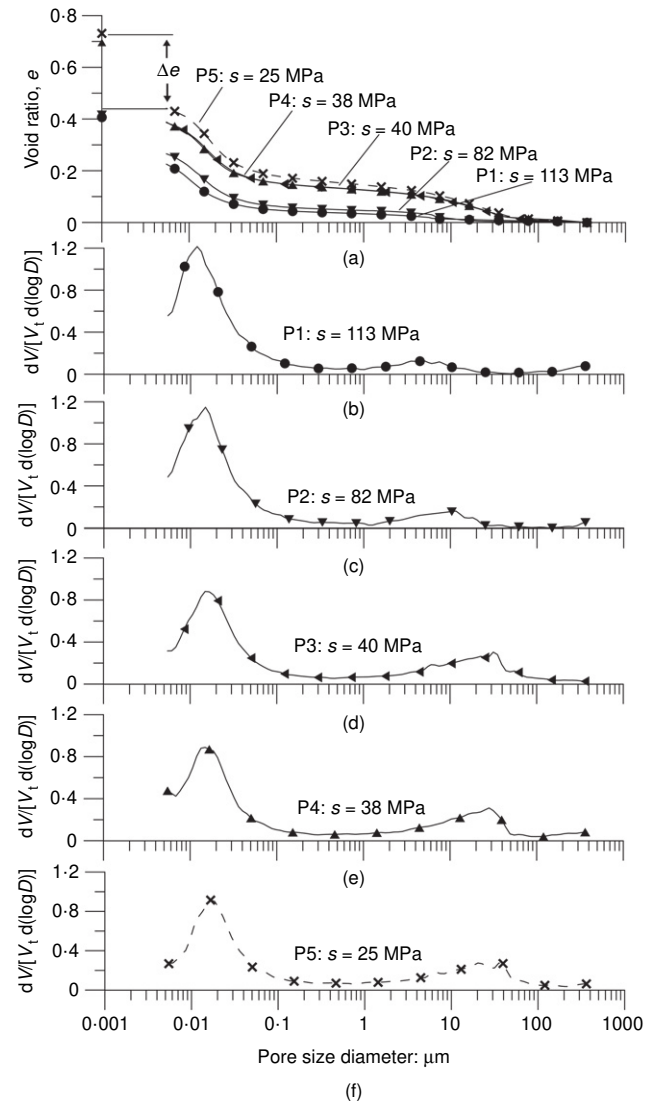 0·8
0·6
0·4
0·2
0
Void ratio, e
Δe
P5: s = 25 MPa
P4: s = 38 MPa
P3: s = 40 MPa
P2: s = 82 MPa
P1: s = 113 MPa
(a)
1·2
0·8
0·4
0
dV/[Vt d(logD)]
P1: s = 113 MPa
(b)
1·2
0·8
0·4
0
dV/[Vt d(logD)]
P2: s = 82 MPa
(c)
1·2
0·8
0·4
0
dV/[Vt d(logD)]
P3: s = 40 MPa
(d)
1·2
0·8
0·4
0
dV/[Vt d(logD)]
P4: s = 38 MPa
(e)
1·2
0·8
0·4
0
dV/[Vt d(logD)]
P5: s = 25 MPa
0·001 0·01 0·1 1 10 100 1000
Pore size diameter: μm
(f)